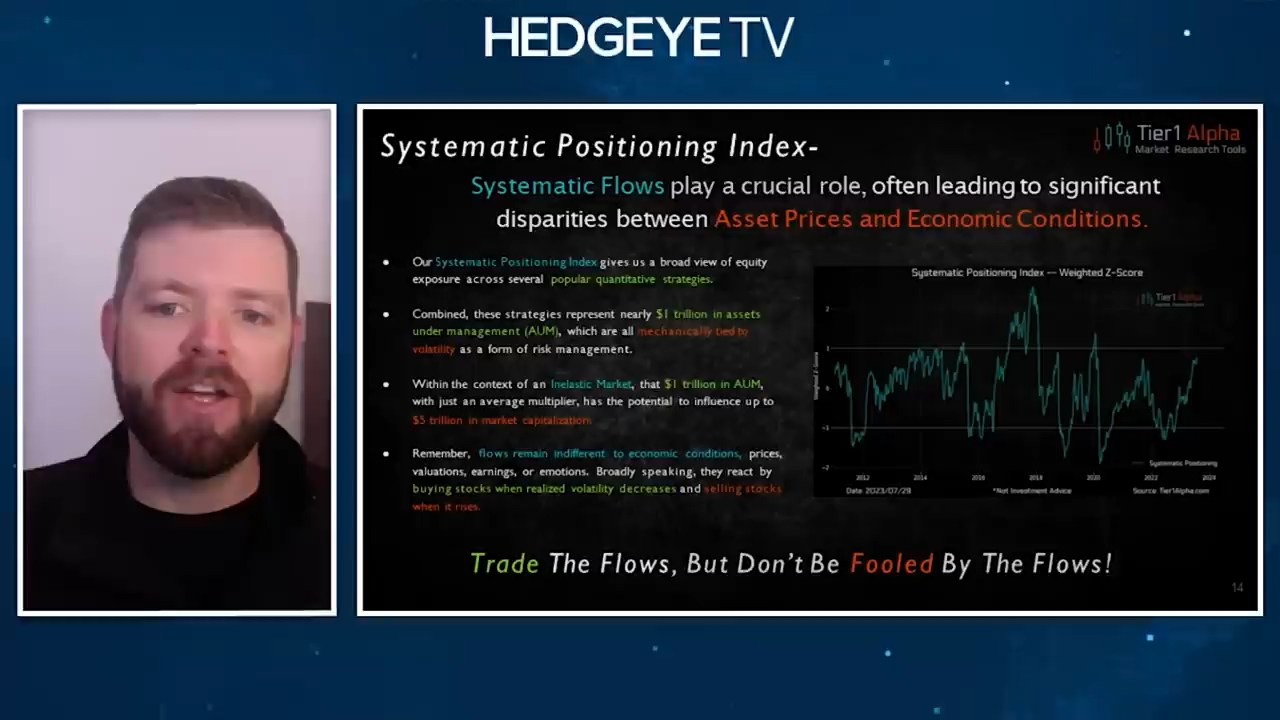 HEDGEYE TV
Systematic Positioning Index-
Tier1 Alpha
Market Research Tools
Systematic Flows play a crucial role, often leading to significant
disparities between Asset Prices and Economic Conditions.
• Our Systematic Positioning Index gives us a broad view of equity
exposure across several popular quantitative strategies.
• Combined, these strategies represent nearly $1 trillion in assets
under management (AUM), which are all mechanically tied to
volatility as a form of risk management.
• Within the context of an Inelastic Market, that $1 trillion in AUM,
with just an average multiplier, has the potential to influence up to
$5 trillion in market capitalization.
• Remember, flows remain indifferent to economic conditions, prices,
valuations, earnings, or emotions. Broadly speaking, they react by
buying stocks when realized volatility decreases and selling stocks
when it rises.
Systematic Positioning Index — Weighted Z-Score
Tier1 Alpha
Weighted Z-Score
2
1
0
-1
-2
Systematic Positioning
2012 2014 2016 2018 2020 2022 2024
Date: 2023/07/28 *Not Investment Advice Source: Tier1Alpha.com
Trade The Flows, But Don't Be Fooled By The Flows!
14